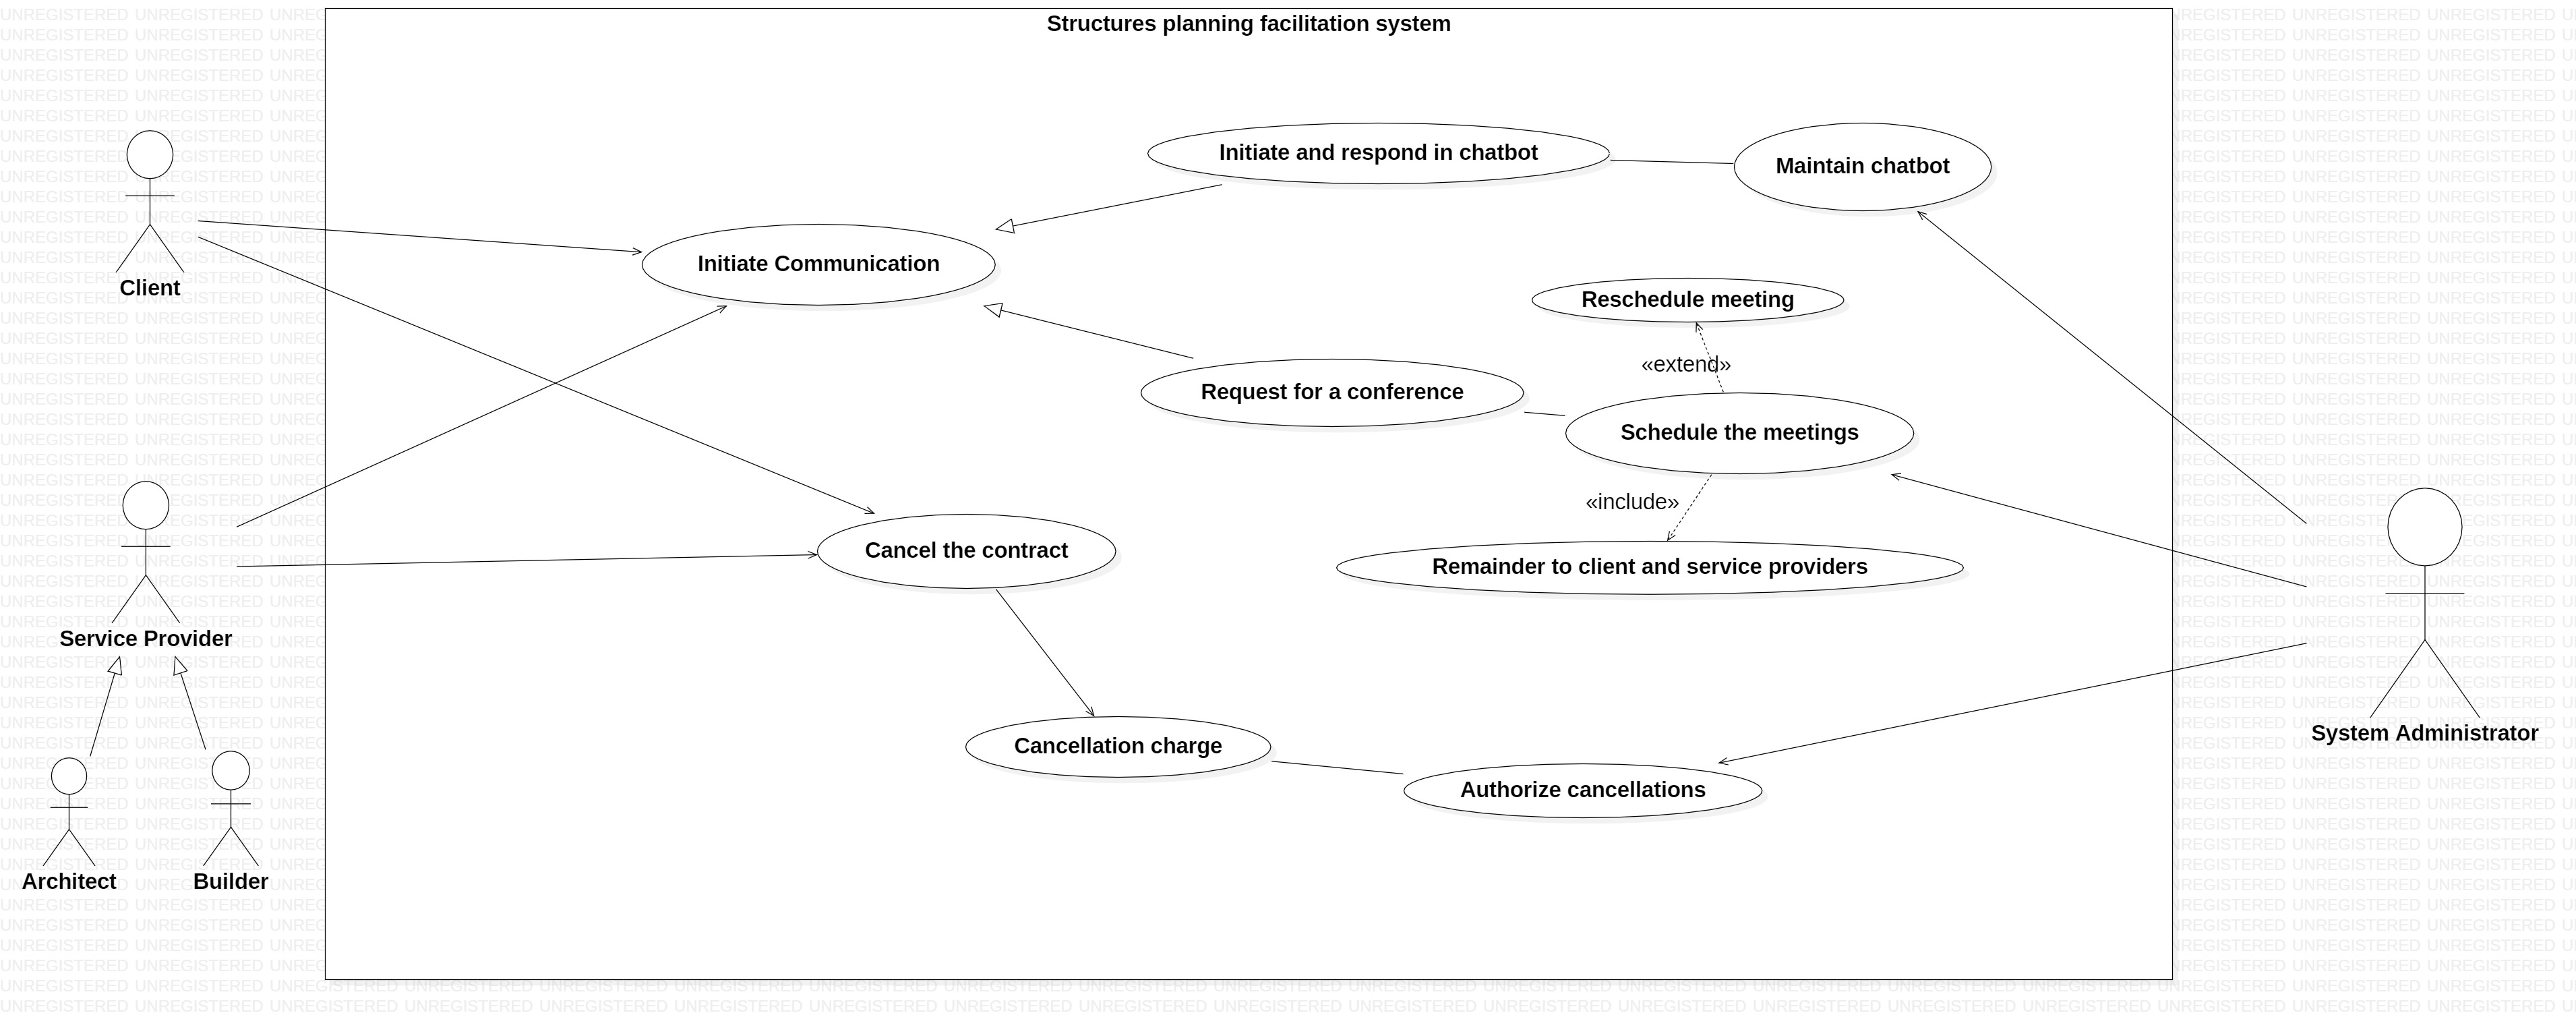 Structures planning facilitation system
Initiate and respond in chatbot
Maintain chatbot
Initiate Communication
Client
Reschedule meeting
«extend»
Request for a conference
Schedule the meetings
«include»
Cancel the contract
Remainder to client and service providers
Service Provider
System Administrator
Cancellation charge
Authorize cancellations
Architect
Builder
UNREGISTERED